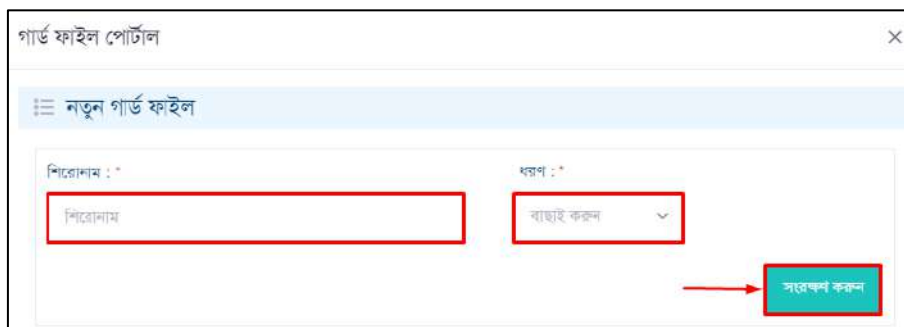 গার্ড ফাইল পোর্টাল
নতুন গার্ড ফাইল
শিরোনাম : * ধরণ : *
শিরোনাম বাছাই করুন
সংরক্ষণ করুন